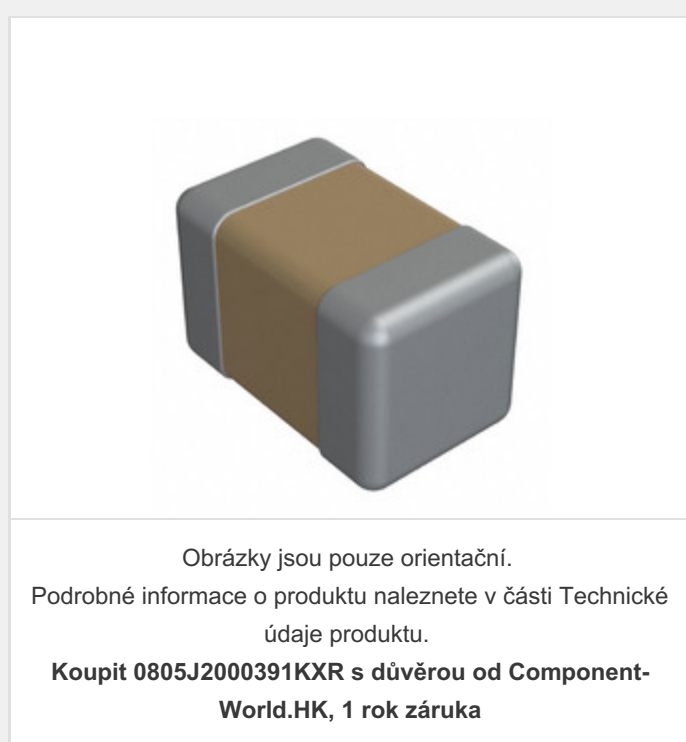 Obrázky jsou pouze orientační.
Podrobné informace o produktu naleznete v části Technické
údaje produktu.
Koupit 0805J2000391KXR s důvěrou od Component-
World.HK, 1 rok záruka